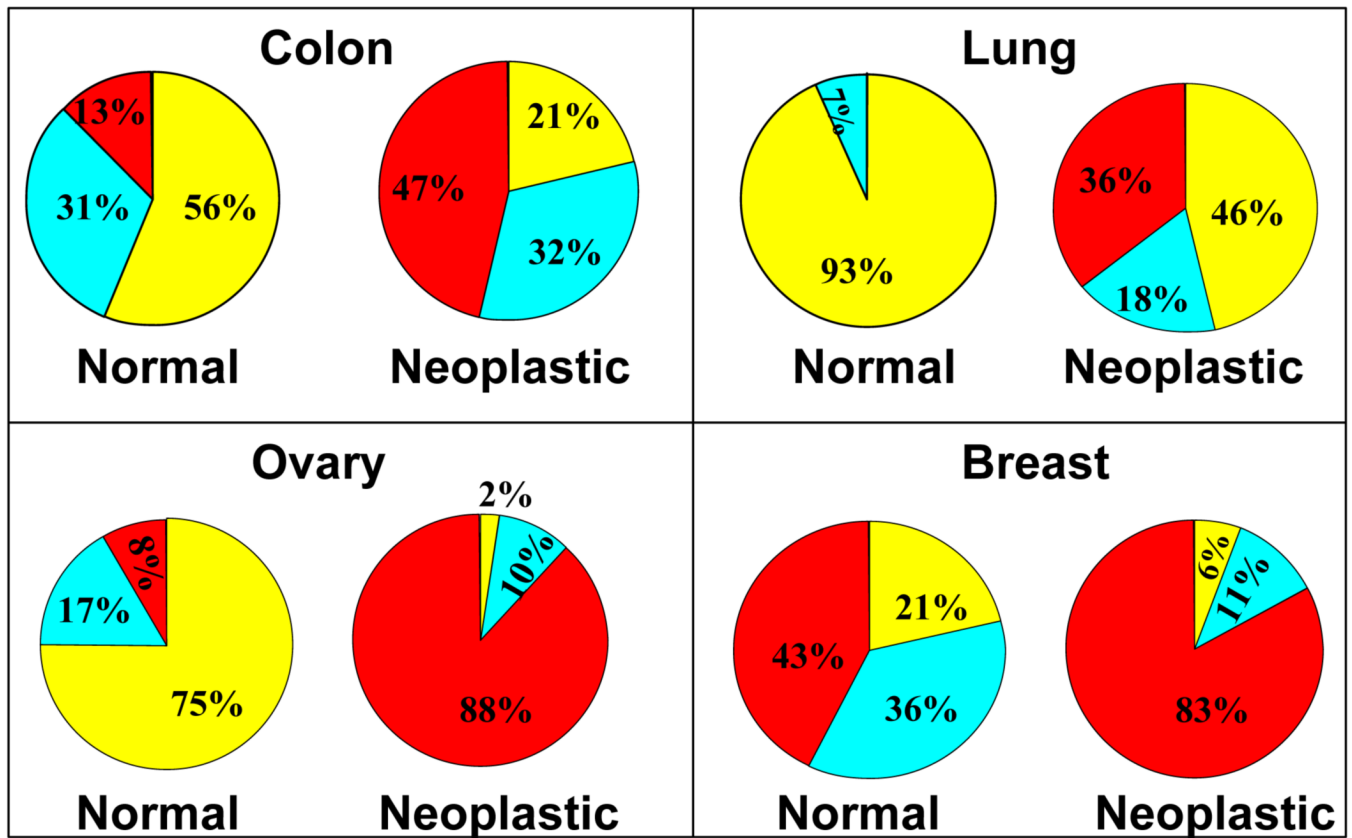 Colon
13%
31%
56%
Normal
21%
47%
32%
Neoplastic
Lung
7%
93%
Normal
36%
46%
18%
Neoplastic
Ovary
8%
17%
75%
Normal
2%
10%
88%
Neoplastic
Breast
21%
43%
36%
Normal
6%
11%
83%
Neoplastic